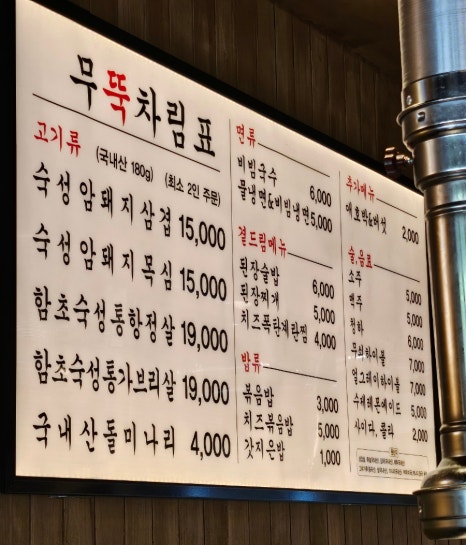 무뚝차림표
고기류 (국내산 180g) (최소 2인 주문)
숙성암돼지삼겹 15,000
숙성암돼지목심 15,000
함초숙성통항정살 19,000
함초숙성통가브리살 19,000
국내산돌미나리 4,000
면류
비빔국수 6,000
물냉면&비빔냉면 5,000
곁드림메뉴
된장술밥 6,000
된장찌개 5,000
치즈폭탄계란찜 4,000
밥류
볶음밥 3,000
치즈볶음밥 5,000
갓지은밥 1,000
추가메뉴
애호박&버섯 2,000
술,음료
소주 5,000
맥주 5,000
청하 6,000
무뚝하이볼 7,000
얼그레이하이볼 7,000
수제레몬에이드 5,000
사이다, 콜라 2,000